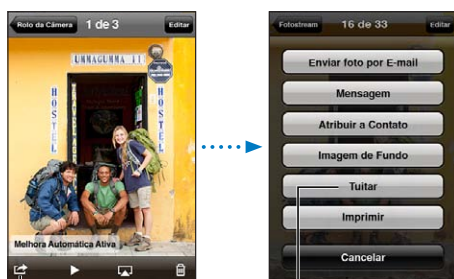 Rolo da Câmera
1 de 3
Editar
UMMAGUMMA II
HOSTEL
HOSTEL
Melhora Automática Ativa
Fotostream
16 de 33
Editar
Enviar foto por E-mail
Mensagem
Atribuir a Contato
Imagem de Fundo
Tuitar
Imprimir
Cancelar